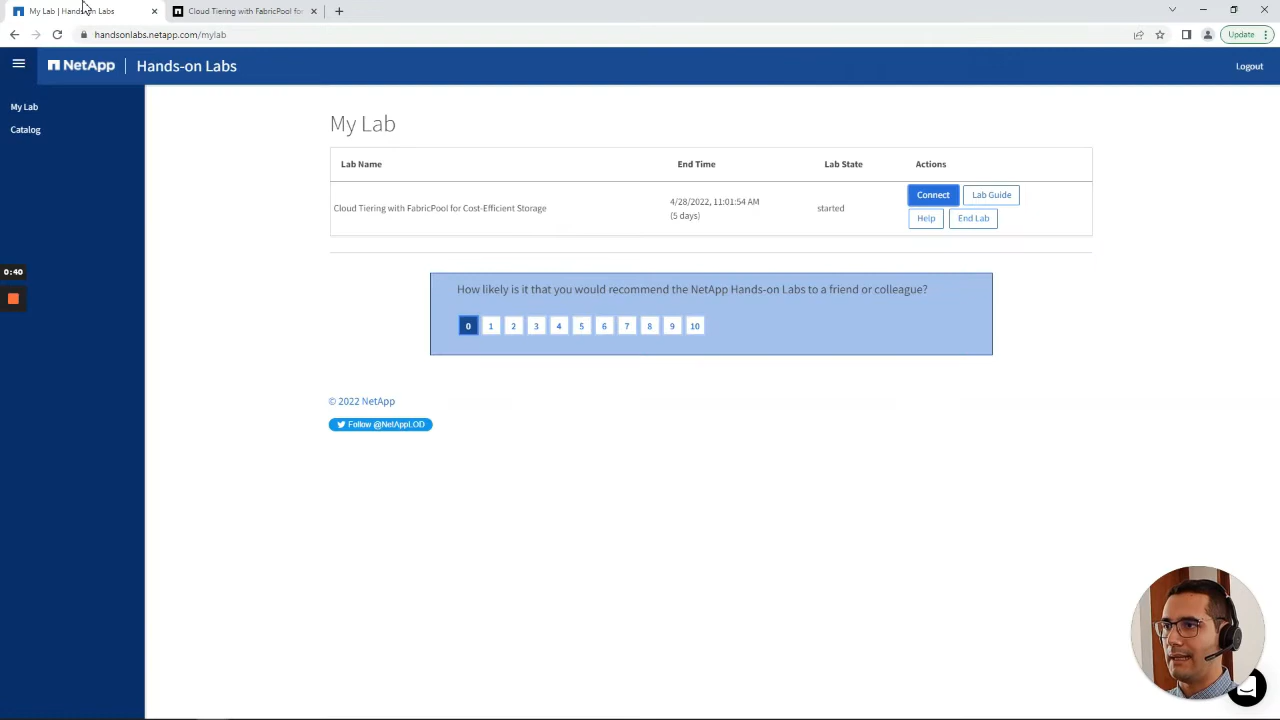 My Lab | Hands-on Labs
Cloud Tiering with FabricPool for
handsonlabs.netapp.com/mylab
Update
NetApp
Hands-on Labs
Logout
My Lab
Catalog
My Lab
Lab Name
End Time
Lab State
Actions
Cloud Tiering with FabricPool for Cost-Efficient Storage
4/28/2022, 11:01:54 AM
(5 days)
started
Connect
Lab Guide
Help
End Lab
0:40
How likely is it that you would recommend the NetApp Hands-on Labs to a friend or colleague?
0 1 2 3 4 5 6 7 8 9 10
© 2022 NetApp
Follow @NetAppLOD